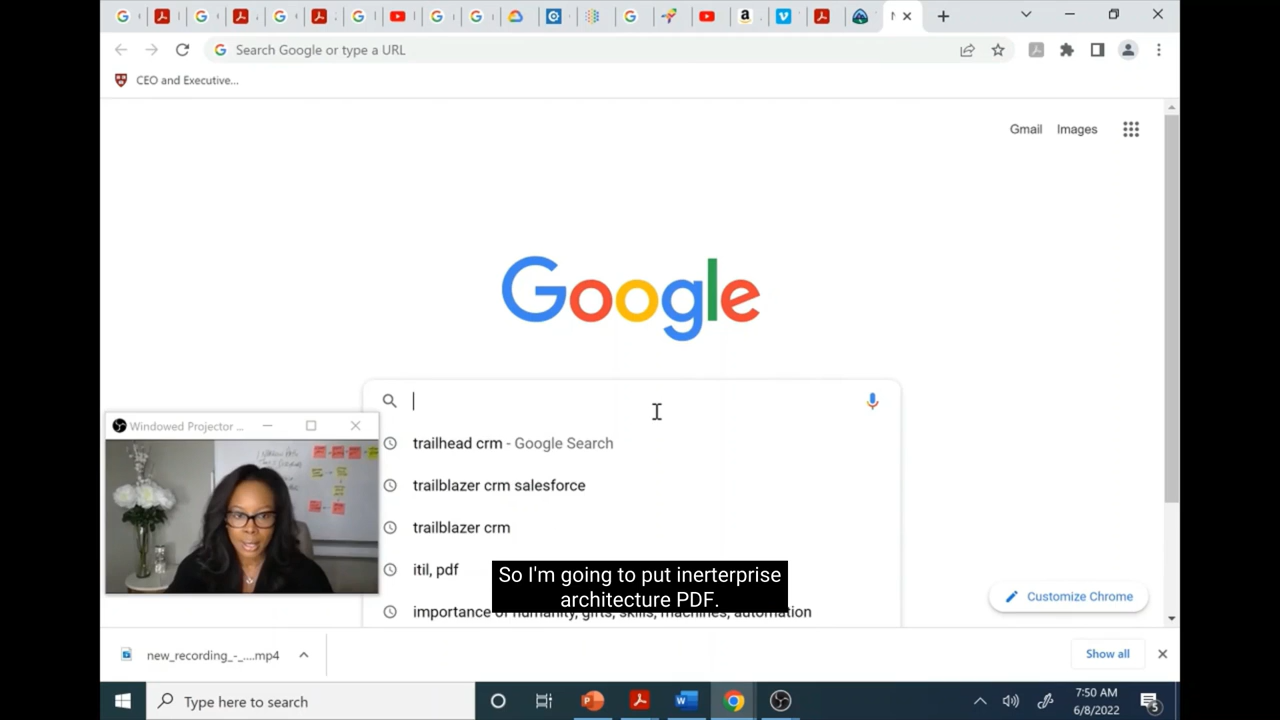 Search Google or type a URL
CEO and Executive...
Gmail
Images
Google
trailhead crm - Google Search
trailblazer crm salesforce
trailblazer crm
itil, pdf
importance of humanity, gifts, skills, machines, automation
Windowed Projector ...
So I'm going to put inerterprise
architecture PDF.
Customize Chrome
new_recording_-_....mp4
Show all
Type here to search
7:50 AM
6/8/2022
5